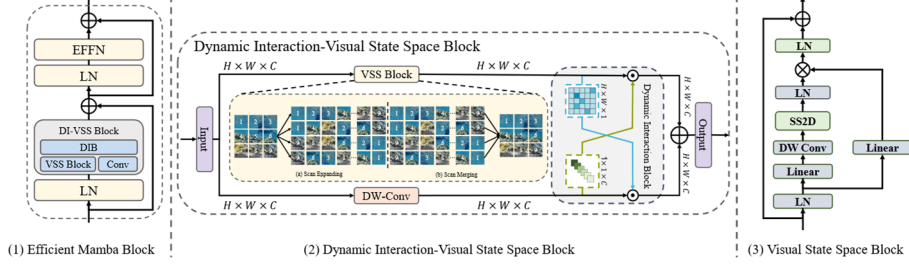 EFFN
LN
DI-VSS Block
DIB
VSS Block
Conv
LN
(1) Efficient Mamba Block
Dynamic Interaction-Visual State Space Block
H × W × C
VSS Block
H × W × C
Input
(a) Scan Expanding
(b) Scan Merging
H × W × 1
1 × 1 × C
Dynamic Interaction Block
H × W × C
H × W × C
Output
H × W × C
DW-Conv
H × W × C
(2) Dynamic Interaction-Visual State Space Block
LN
LN
SS2D
DW Conv
Linear
Linear
LN
(3) Visual State Space Block